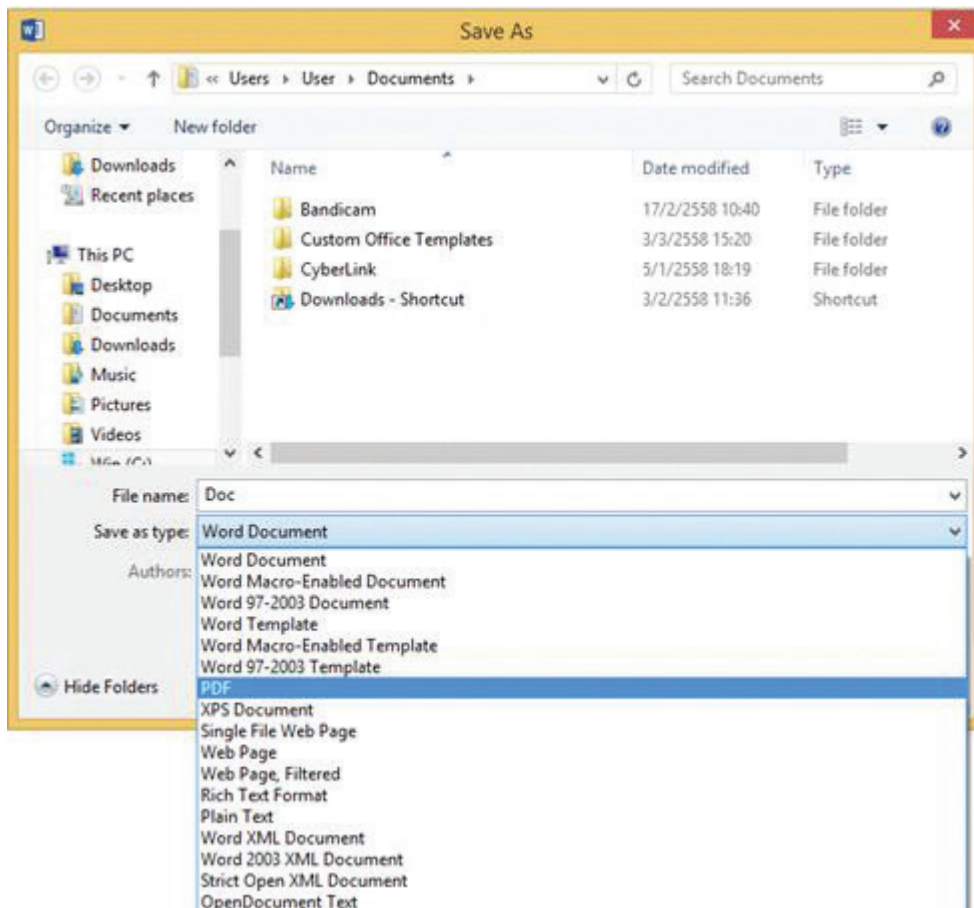 Save As
« Users › User › Documents ›
Search Documents
Organize
New folder
Downloads
Recent places
This PC
Desktop
Documents
Downloads
Music
Pictures
Videos
Win (C:)
Name Date modified Type
Bandicam 17/2/2558 10:40 File folder
Custom Office Templates 3/3/2558 15:20 File folder
CyberLink 5/1/2558 18:19 File folder
Downloads - Shortcut 3/2/2558 11:36 Shortcut
File name: Doc
Save as type: Word Document
Authors:
Word Document
Word Macro-Enabled Document
Word 97-2003 Document
Word Template
Word Macro-Enabled Template
Word 97-2003 Template
Hide Folders
PDF
XPS Document
Single File Web Page
Web Page
Web Page, Filtered
Rich Text Format
Plain Text
Word XML Document
Word 2003 XML Document
Strict Open XML Document
OpenDocument Text